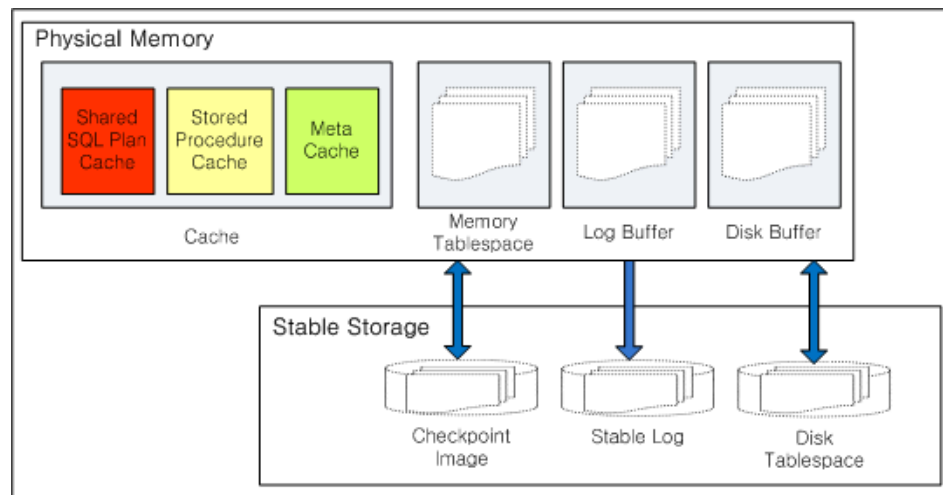 Physical Memory
Shared
SQL Plan
Cache
Stored
Procedure
Cache
Meta
Cache
Cache
Memory
Tablespace
Log Buffer
Disk Buffer
Stable Storage
Checkpoint
Image
Stable Log
Disk
Tablespace